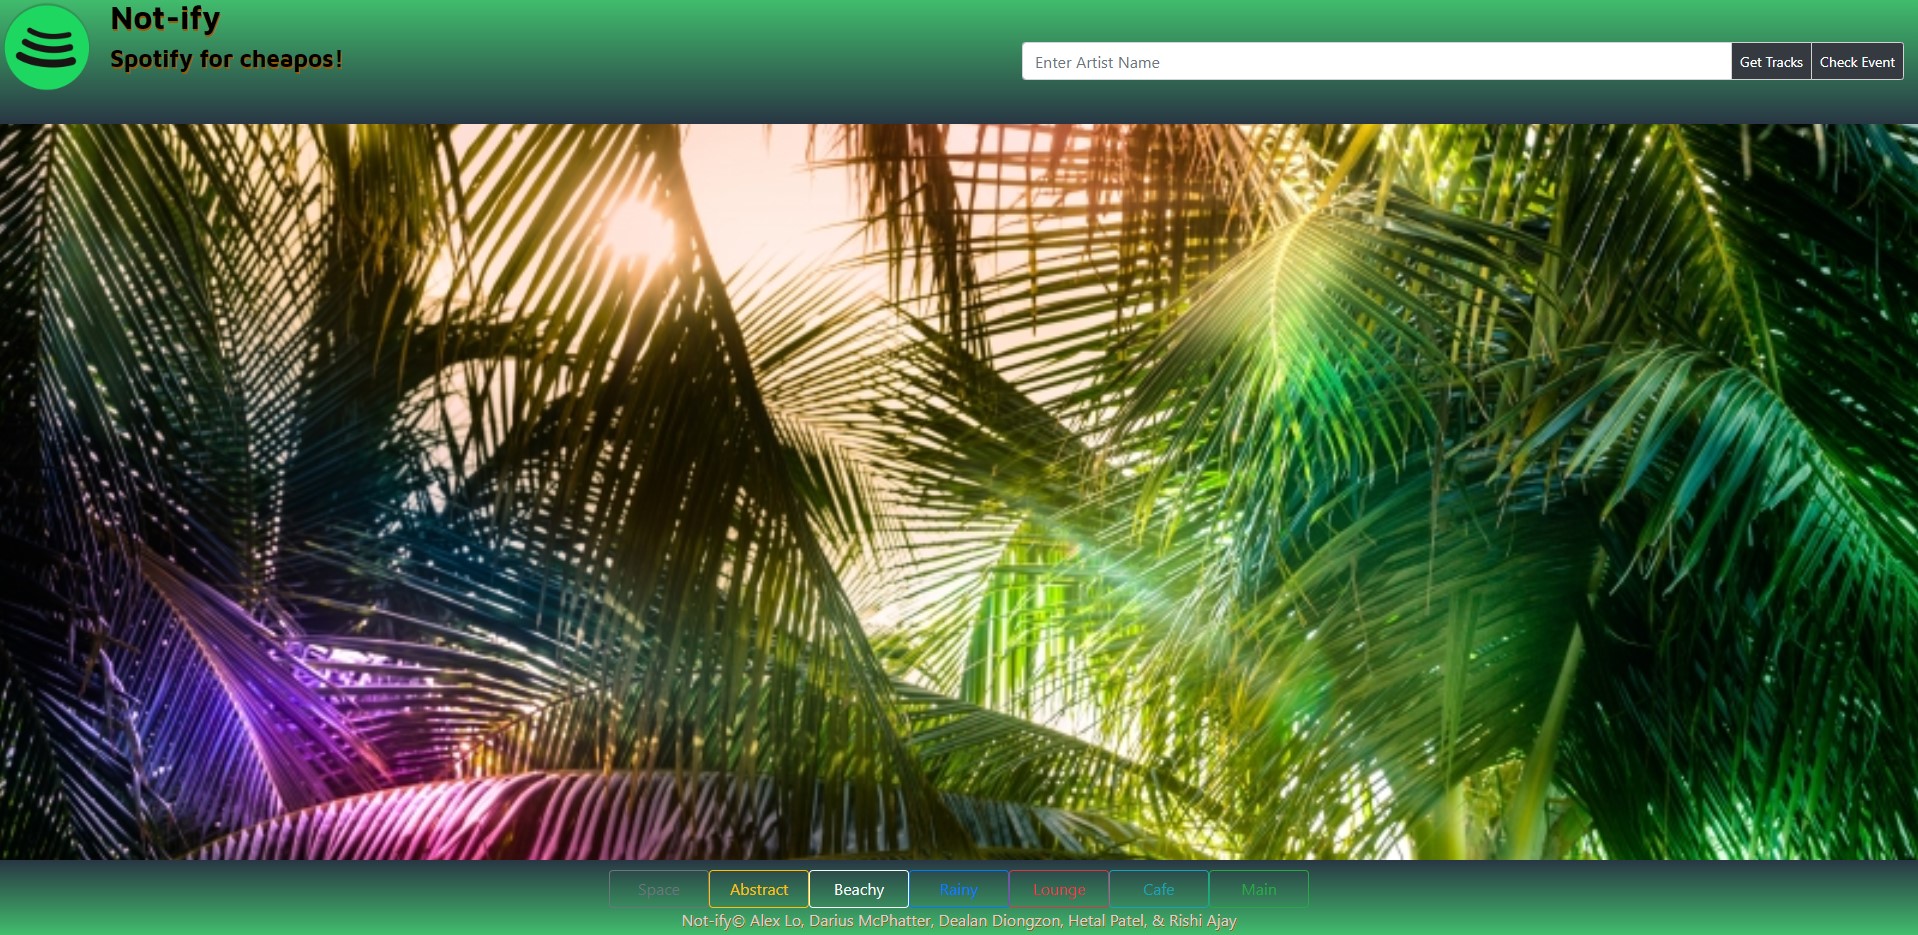 Not-ify
Spotify for cheapos!
Enter Artist Name
Get Tracks
Check Event
Space
Abstract
Beachy
Rainy
Lounge
Cafe
Main
Not-ify© Alex Lo, Darius McPhatter, Dealan Diongzon, Hetal Patel, & Rishi Ajay